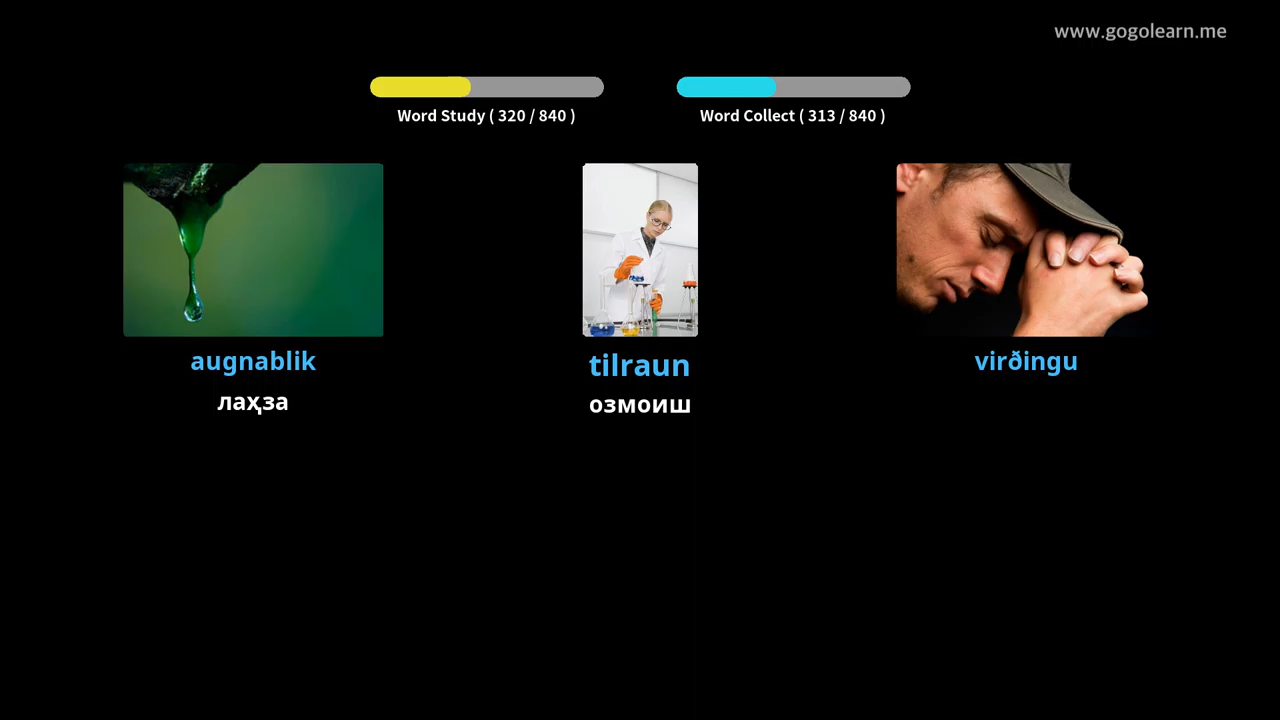 www.gogolearn.me
Word Study ( 320 / 840 )
Word Collect ( 313 / 840 )
augnablik
tilraun
virðingu
лаҳза
озмоиш